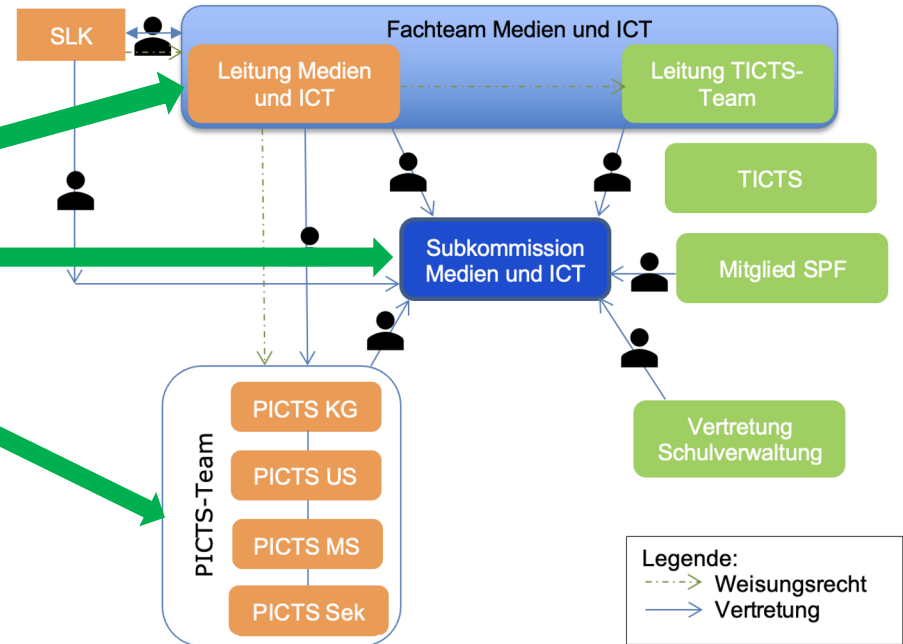 SLK
Fachteam Medien und ICT
Leitung Medien
und ICT
Leitung TICTS-
Team
TICTS
Subkommission
Medien und ICT
Mitglied SPF
PICTS-Team
PICTS KG
PICTS US
PICTS MS
PICTS Sek
Vertretung
Schulverwaltung
Legende:
Weisungsrecht
Vertretung